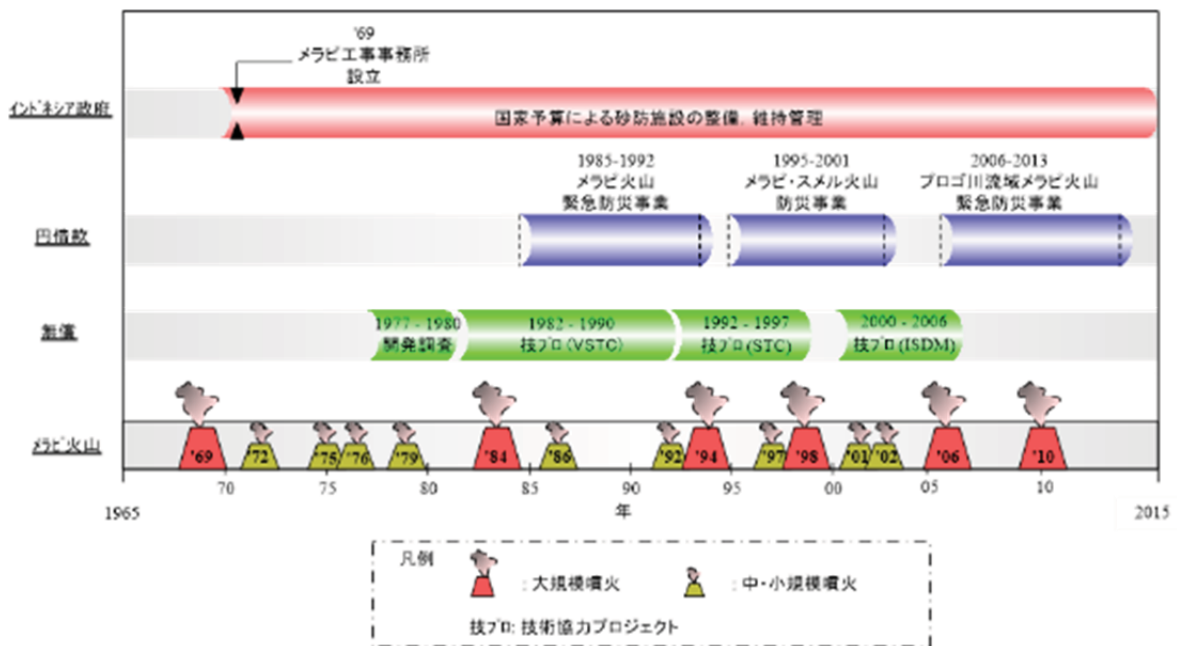 '69
メラピ工事事務所
設立
インドネシア政府
国家予算による砂防施設の整備，維持管理
1985-1992
メラピ火山
緊急防災事業
1995-2001
メラピ・スメル火山
防災事業
2006-2013
プロゴ川流域メラピ火山
緊急防災事業
円借款
無償
1977 - 1980
開発調査
1982 - 1990
技プロ(VSTC)
1992 - 1997
技プロ(STC)
2000 - 2006
技プロ(ISDM)
メラピ火山
'69 '72 '75 '76 '79 '84 '86 '92 '94 '97 '98 '01 '02 '06 '10
70 75 80 85 90 95 00 05 10
1965 年 2015
凡例
：大規模噴火 ：中・小規模噴火
技プロ：技術協力プロジェクト